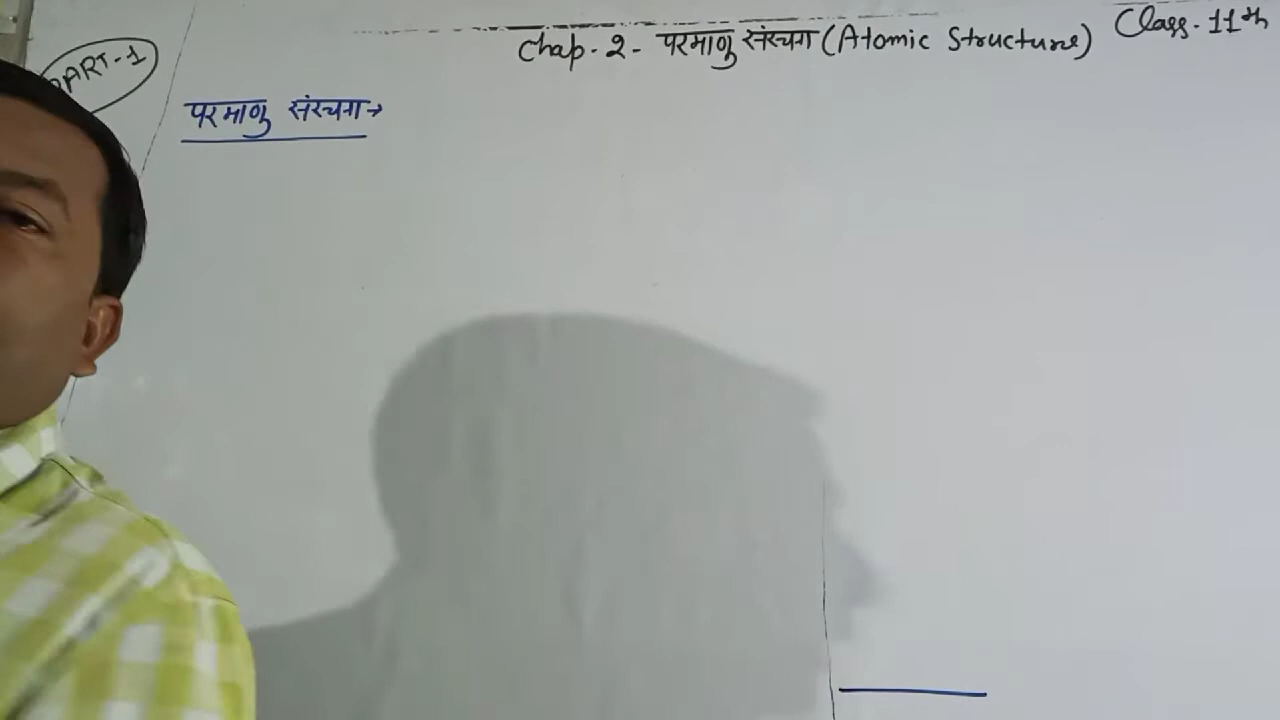 Chap-2- परमाणु संरचना (Atomic Structure) Class-11th
PART-1
परमाणु संरचना→